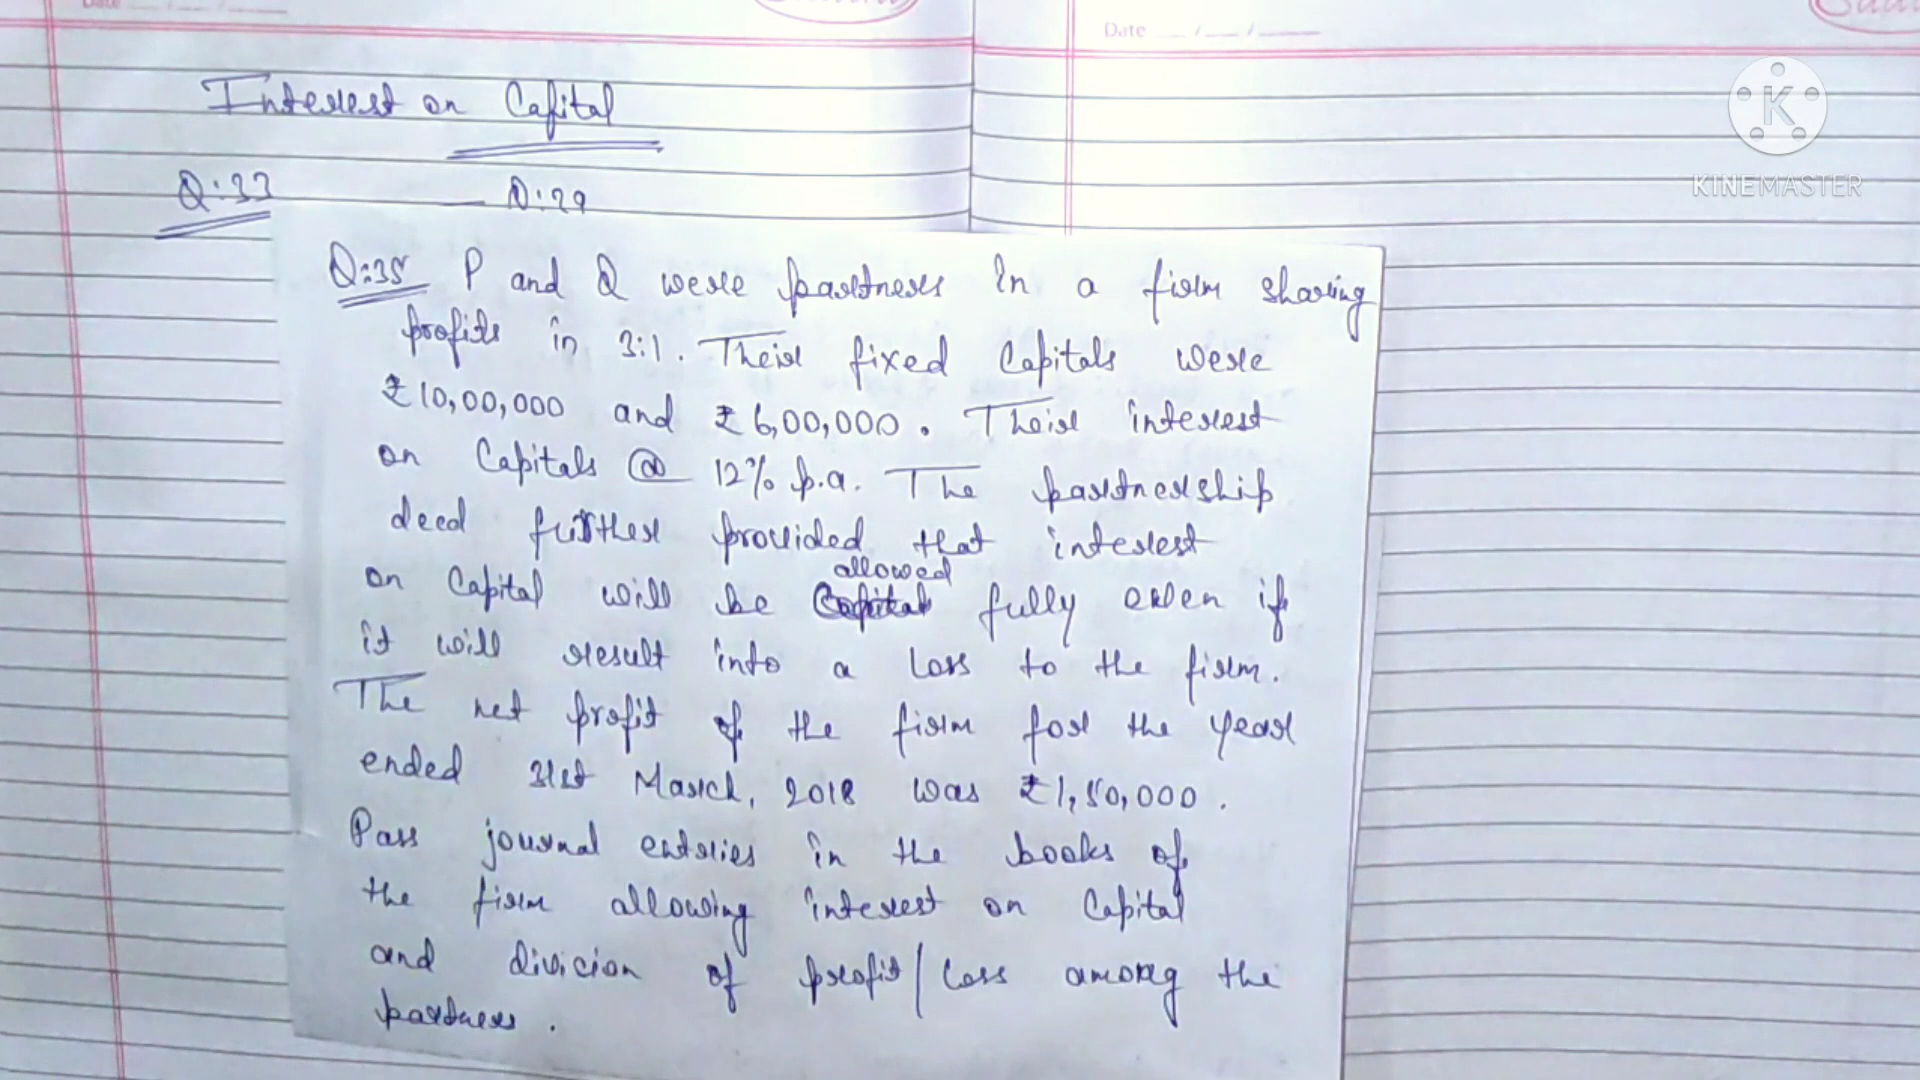 Date __/__/____
Interest on Capital
Q:33 — Q:29
KINEMASTER
Q:35 P and Q were partners in a firm sharing
profits in 3:1. Their fixed Capitals were
₹10,00,000 and ₹6,00,000. Their interest
on Capitals @ 12% p.a. The partnership
deed further provided that interest
on Capital will be allowed fully even if
it will result into a loss to the firm.
The net profit of the firm for the year
ended 31st March, 2018 was ₹1,50,000.
Pass journal entries in the books of
the firm allowing interest on Capital
and division of profit/loss among the
partners.